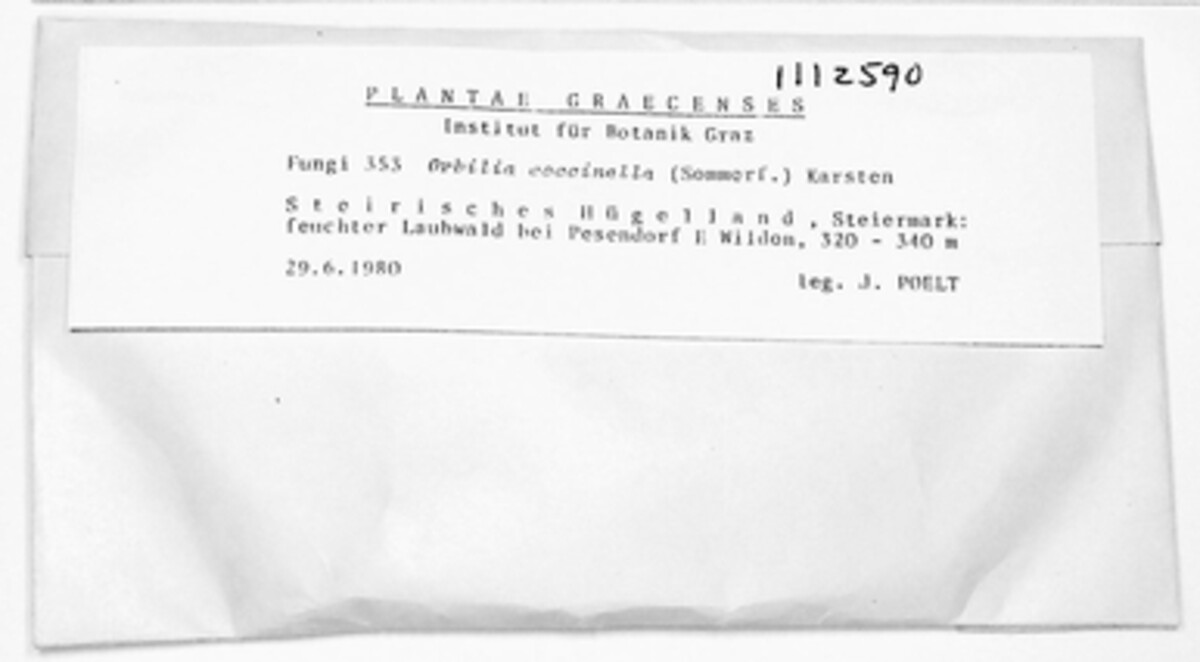 1112590
PLANTAE GRAECENSES
Institut für Botanik Graz
Fungi 353 Orbilia coccinella (Sommerf.) Karsten
Steirisches Hügelland, Steiermark:
feuchter Laubwald bei Pesendorf E Wildon, 320 - 340 m
29.6.1980 leg. J. POELT